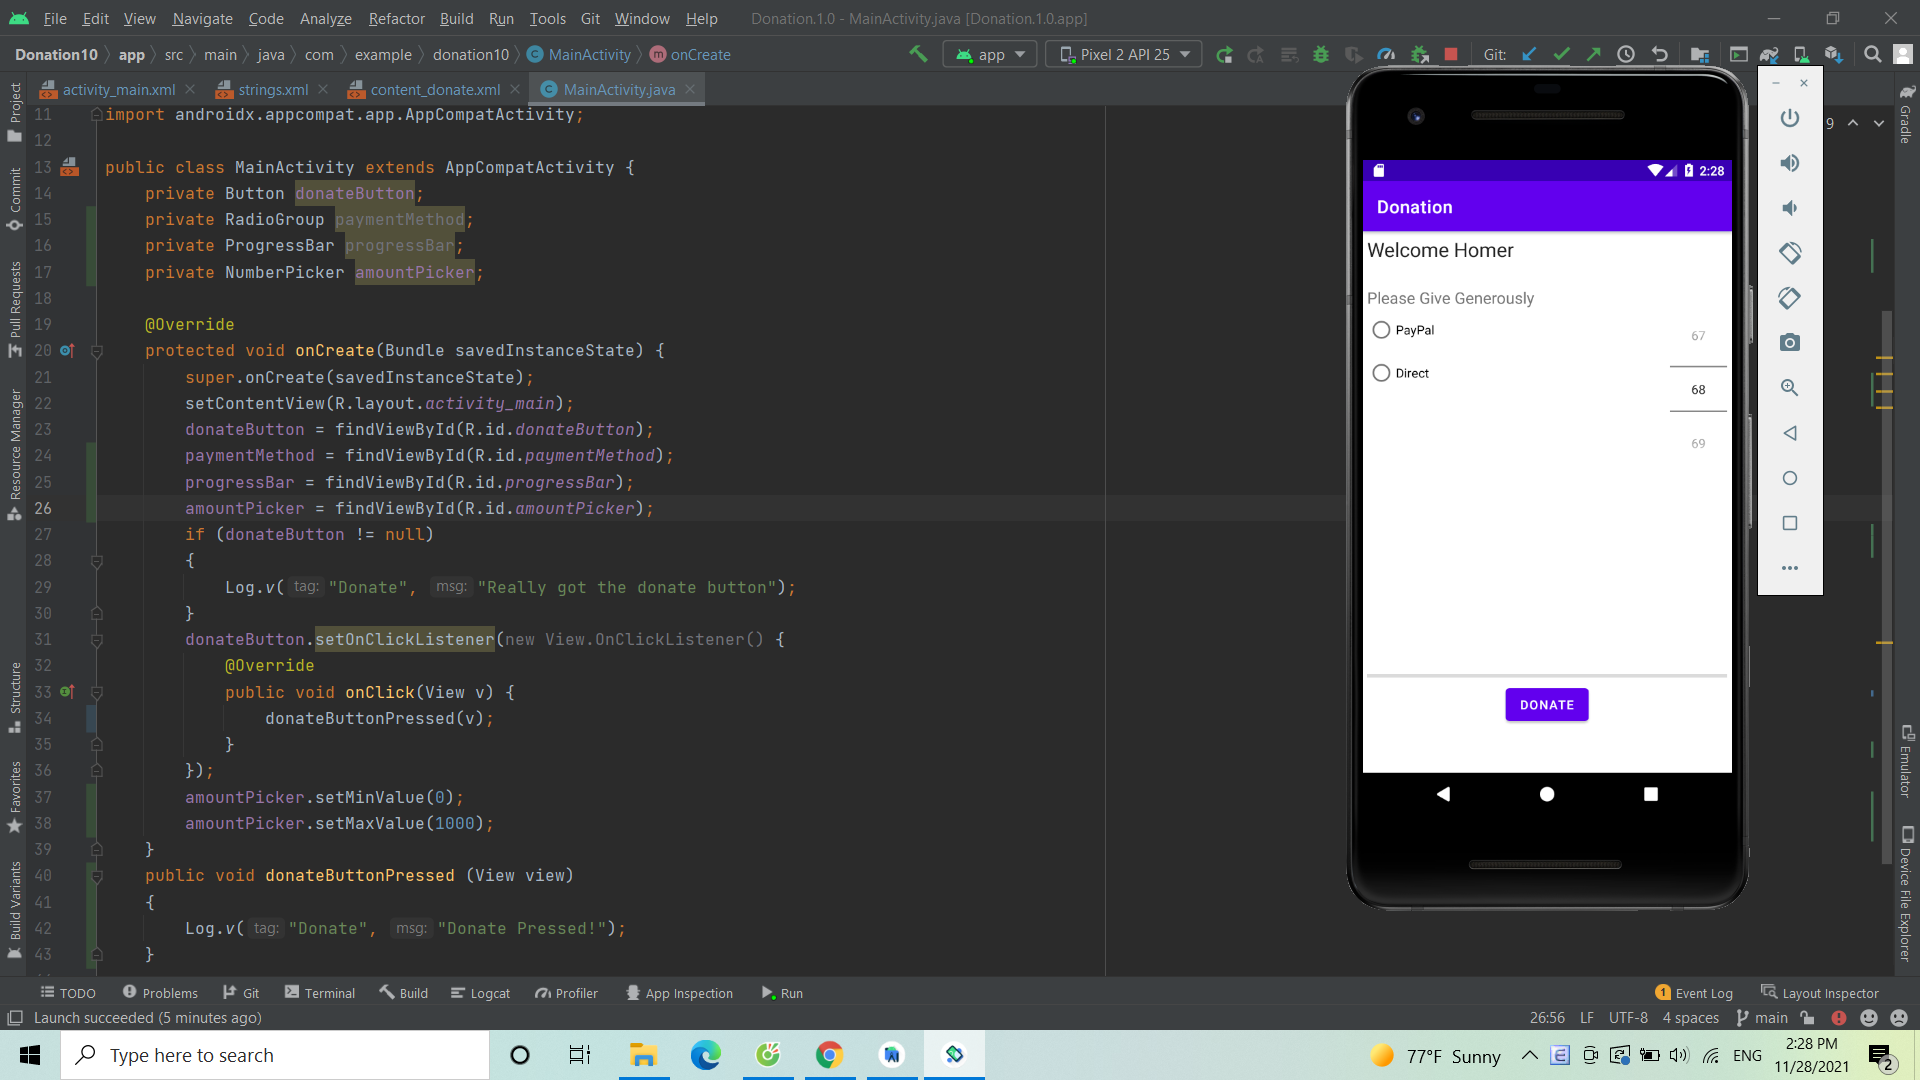 File Edit View Navigate Code Analyze Refactor Build Run Tools Git Window Help Donation.1.0 - MainActivity.java [Donation.1.0.app]
Donation10 app src main java com example donation10 MainActivity onCreate app Pixel 2 API 25 Git:
activity_main.xml strings.xml content_donate.xml MainActivity.java
11 import androidx.appcompat.app.AppCompatActivity;
12
13 public class MainActivity extends AppCompatActivity {
14 private Button donateButton;
15 private RadioGroup paymentMethod;
16 private ProgressBar progressBar;
17 private NumberPicker amountPicker;
18
19 @Override
20 protected void onCreate(Bundle savedInstanceState) {
21 super.onCreate(savedInstanceState);
22 setContentView(R.layout.activity_main);
23 donateButton = findViewById(R.id.donateButton);
24 paymentMethod = findViewById(R.id.paymentMethod);
25 progressBar = findViewById(R.id.progressBar);
26 amountPicker = findViewById(R.id.amountPicker);
27 if (donateButton != null)
28 {
29 Log.v( tag: "Donate", msg: "Really got the donate button");
30 }
31 donateButton.setOnClickListener(new View.OnClickListener() {
32 @Override
33 public void onClick(View v) {
34 donateButtonPressed(v);
35 }
36 });
37 amountPicker.setMinValue(0);
38 amountPicker.setMaxValue(1000);
39 }
40 public void donateButtonPressed (View view)
41 {
42 Log.v( tag: "Donate", msg: "Donate Pressed!");
43 }
Project
Commit
Pull Requests
Resource Manager
Structure
Favorites
Build Variants
2:28
Donation
Welcome Homer
Please Give Generously
PayPal
Direct
67
68
69
DONATE
9
Gradle
Emulator
Device File Explorer
TODO Problems Git Terminal Build Logcat Profiler App Inspection Run 1 Event Log Layout Inspector
Launch succeeded (5 minutes ago) 26:56 LF UTF-8 4 spaces main
Type here to search 77°F Sunny ENG 2:28 PM
11/28/2021 2